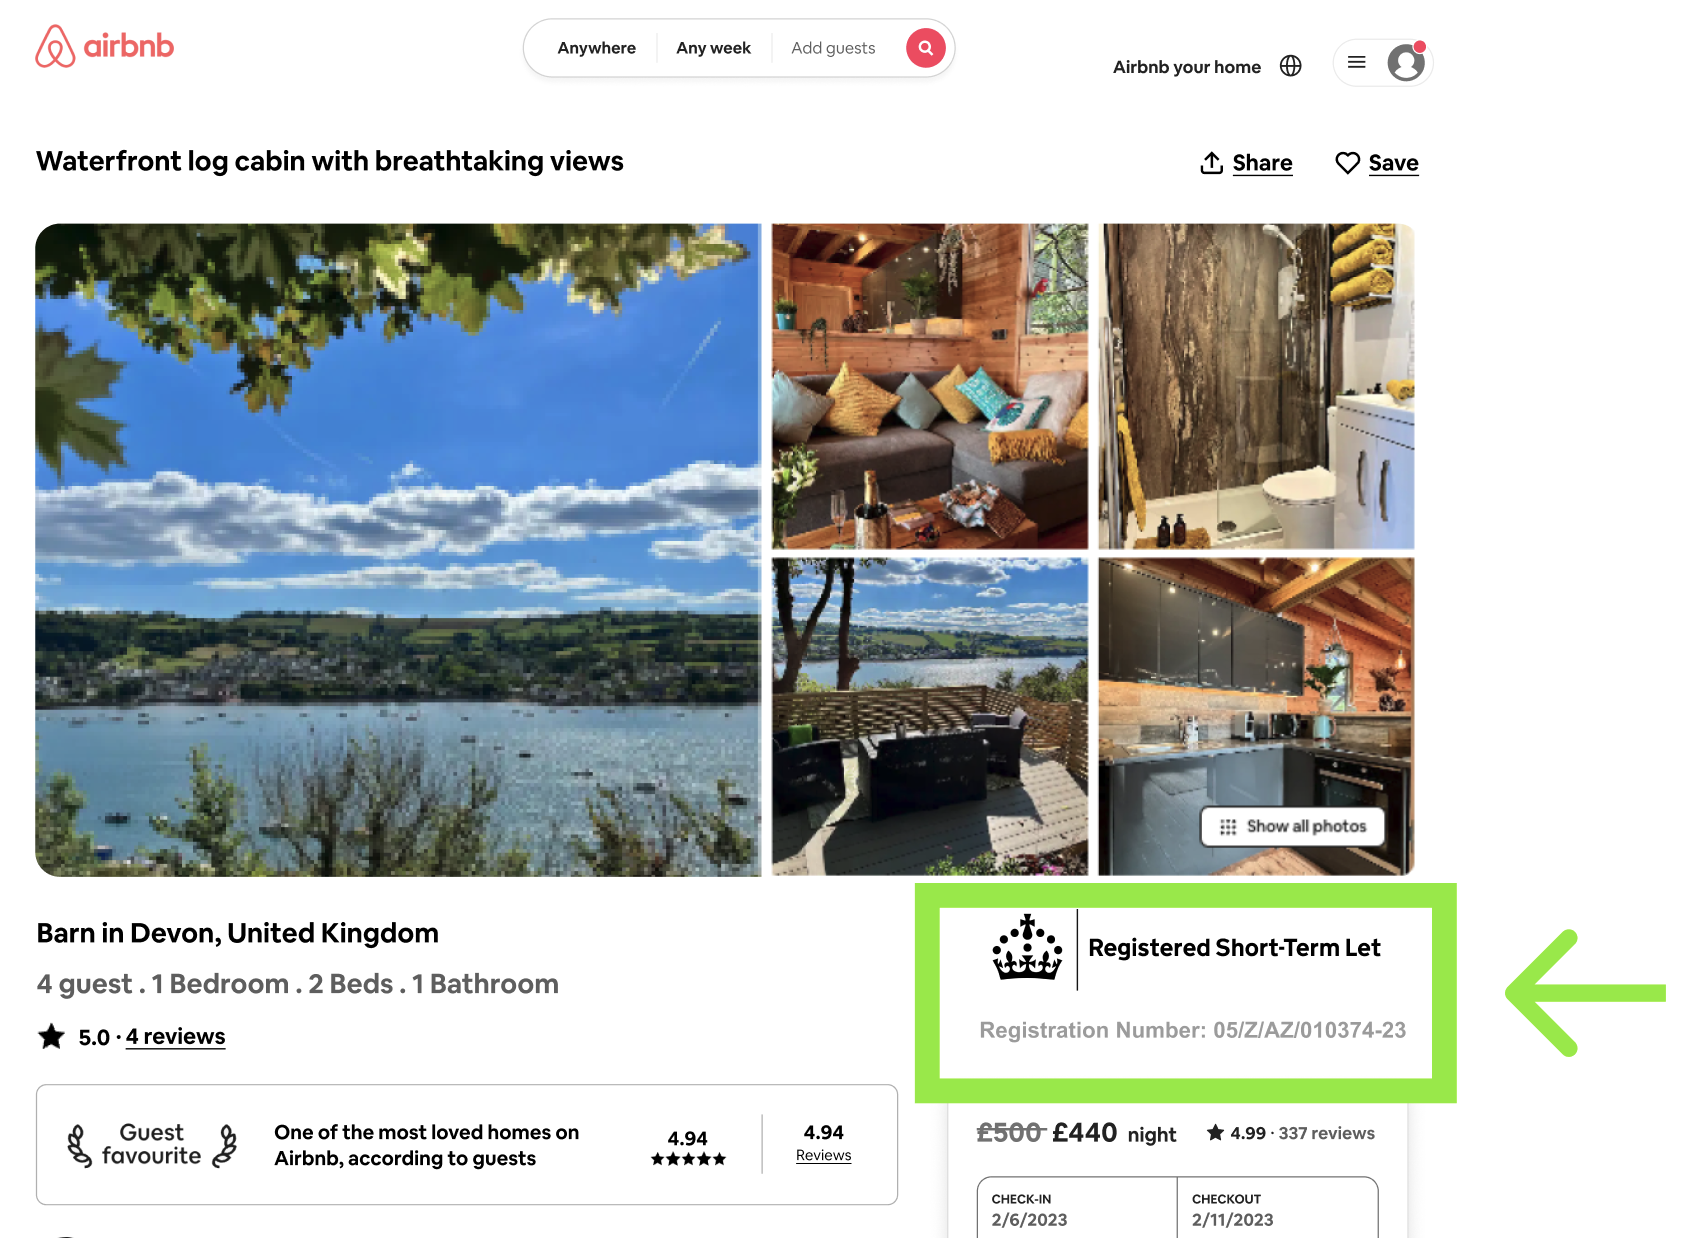 airbnb
Anywhere
Any week
Add guests
Airbnb your home
Waterfront log cabin with breathtaking views
Share
Save
Show all photos
Barn in Devon, United Kingdom
4 guest . 1 Bedroom . 2 Beds . 1 Bathroom
5.0 · 4 reviews
Registered Short-Term Let
Registration Number: 05/Z/AZ/010374-23
Guest
favourite
One of the most loved homes on
Airbnb, according to guests
4.94
4.94
Reviews
£500 £440 night
4.99 · 337 reviews
CHECK-IN
2/6/2023
CHECKOUT
2/11/2023